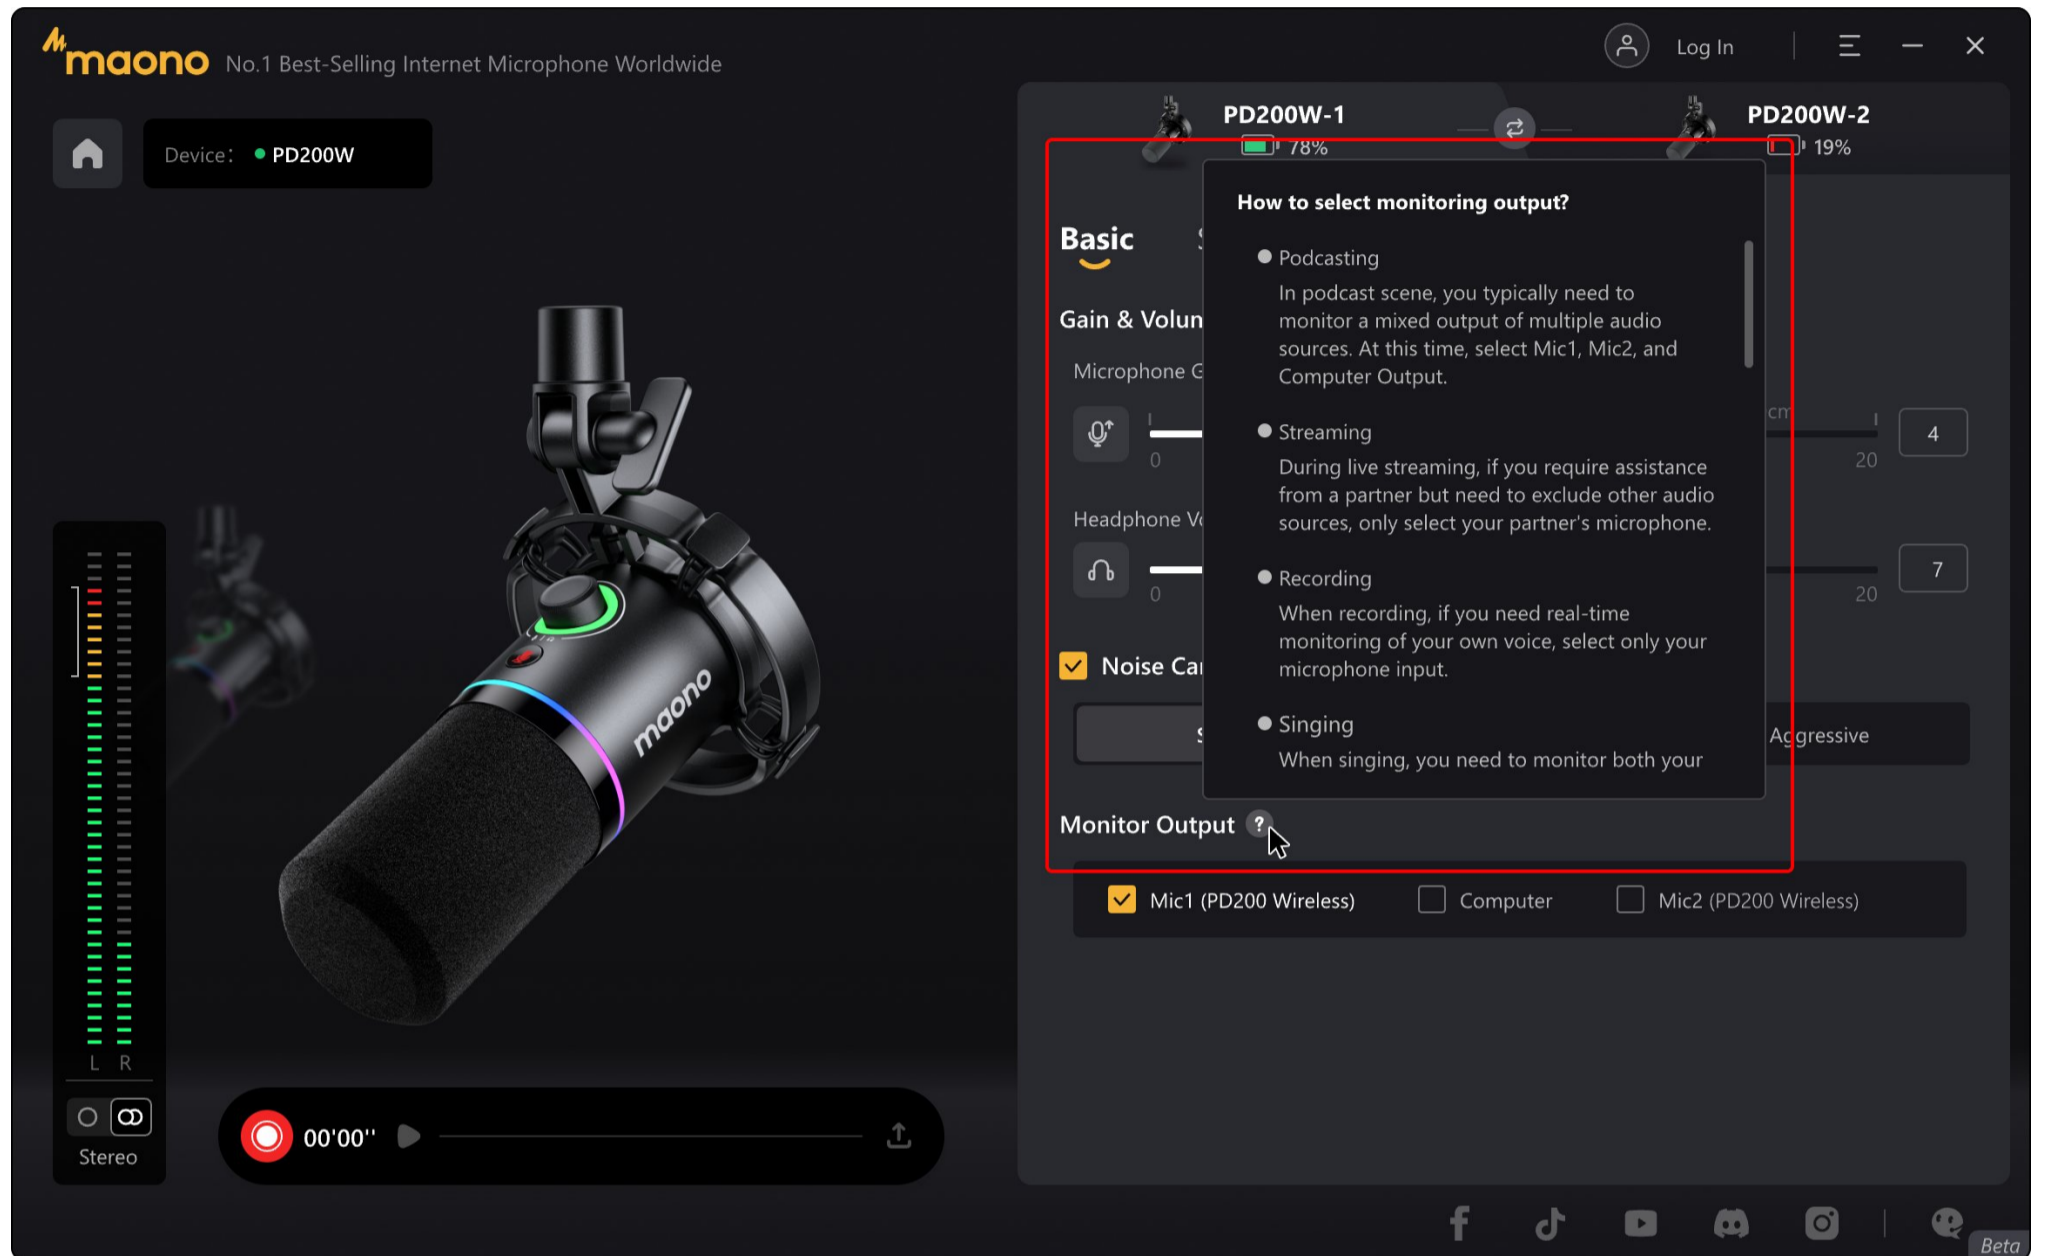 maono No.1 Best-Selling Internet Microphone Worldwide
Log In
Device: PD200W
PD200W-1
78%
PD200W-2
19%
How to select monitoring output?
Podcasting
In podcast scene, you typically need to
monitor a mixed output of multiple audio
sources. At this time, select Mic1, Mic2, and
Computer Output.
Streaming
During live streaming, if you require assistance
from a partner but need to exclude other audio
sources, only select your partner's microphone.
Recording
When recording, if you need real-time
monitoring of your own voice, select only your
microphone input.
Singing
When singing, you need to monitor both your
Basic
Gain & Volum
Microphone G
cm
0
20
4
Headphone Vo
0
20
7
Noise Can
Aggressive
Monitor Output ?
Mic1 (PD200 Wireless)
Computer
Mic2 (PD200 Wireless)
maono
L R
Stereo
00'00''
Beta